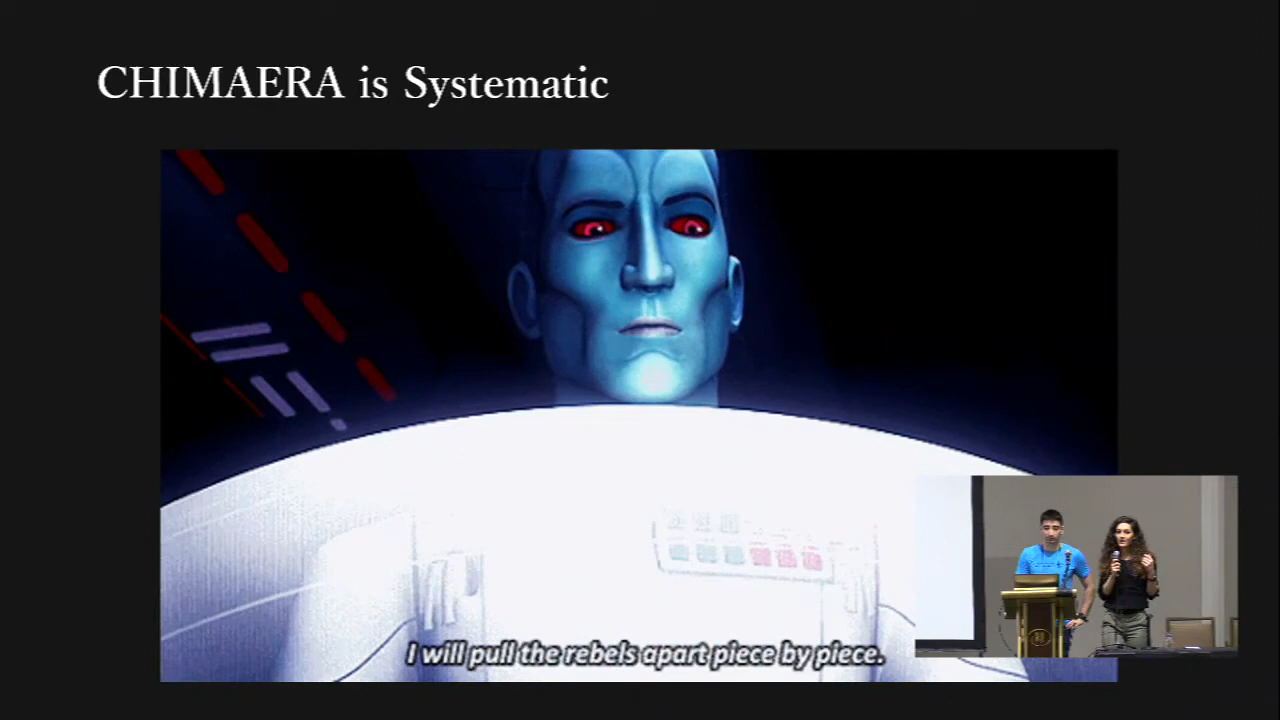 CHIMAERA is Systematic
I will pull the rebels apart piece by piece.